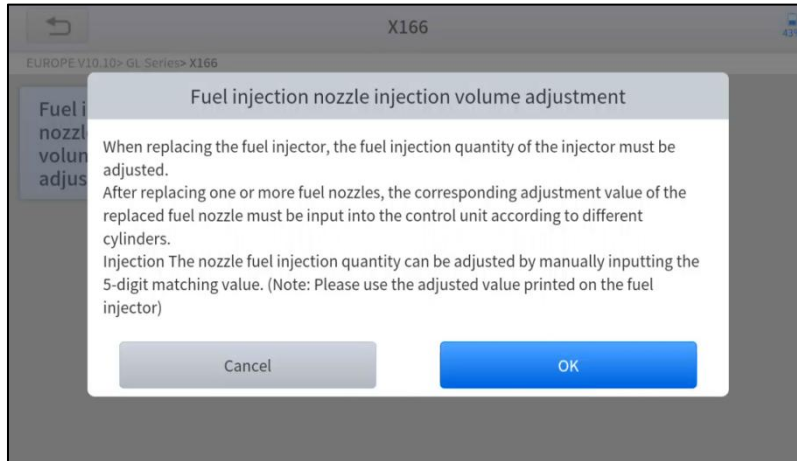 X166
43%
EUROPE V10.10> GL Series> X166
Fuel i
nozzl
volun
adjus
Fuel injection nozzle injection volume adjustment
When replacing the fuel injector, the fuel injection quantity of the injector must be
adjusted.
After replacing one or more fuel nozzles, the corresponding adjustment value of the
replaced fuel nozzle must be input into the control unit according to different
cylinders.
Injection The nozzle fuel injection quantity can be adjusted by manually inputting the
5-digit matching value. (Note: Please use the adjusted value printed on the fuel
injector)
Cancel
OK